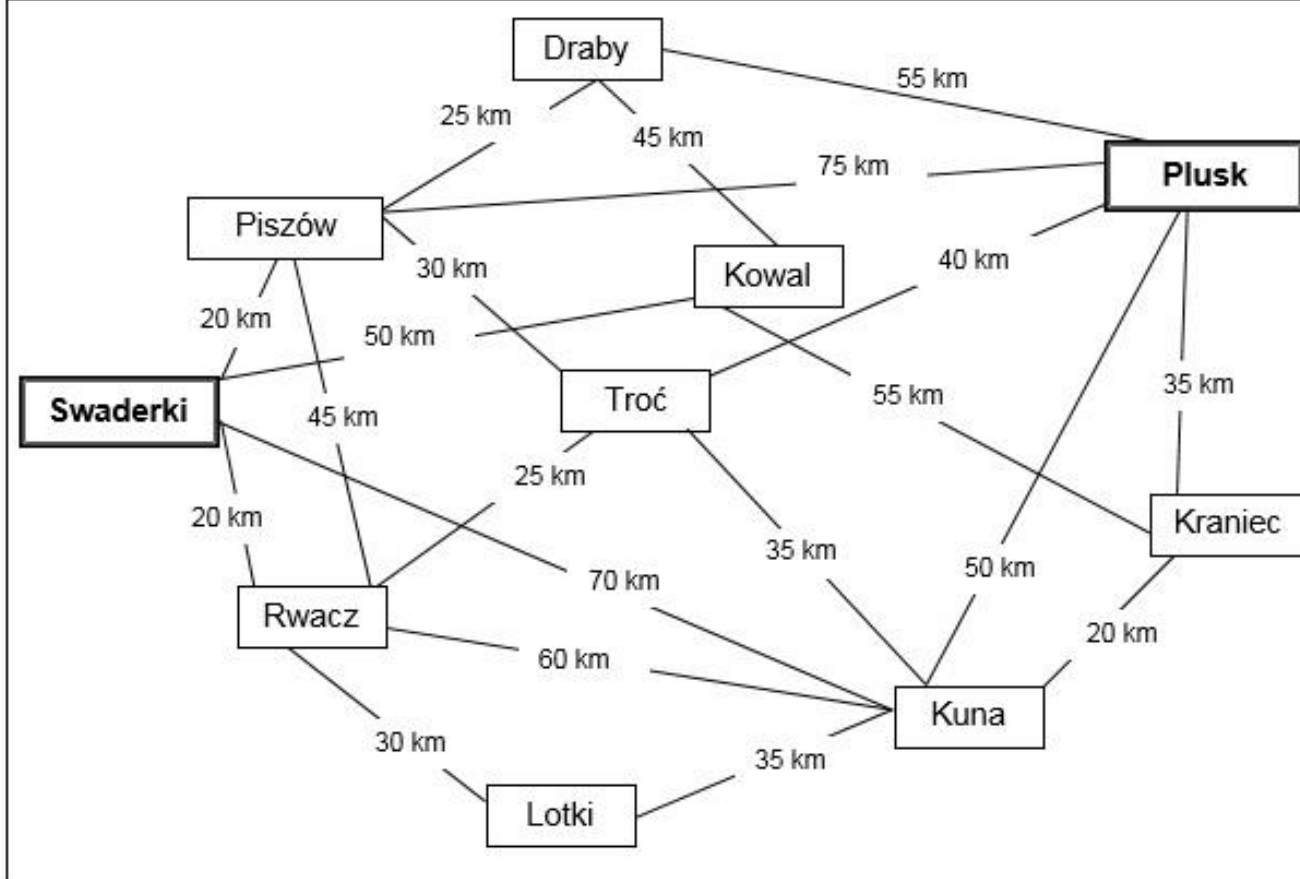 Draby
55 km
25 km
45 km
75 km
Plusk
Piszów
30 km
Kowal
40 km
20 km
50 km
Swaderki
45 km
Troć
55 km
35 km
25 km
20 km
Kraniec
35 km
70 km
50 km
Rwacz
60 km
20 km
Kuna
30 km
35 km
Lotki